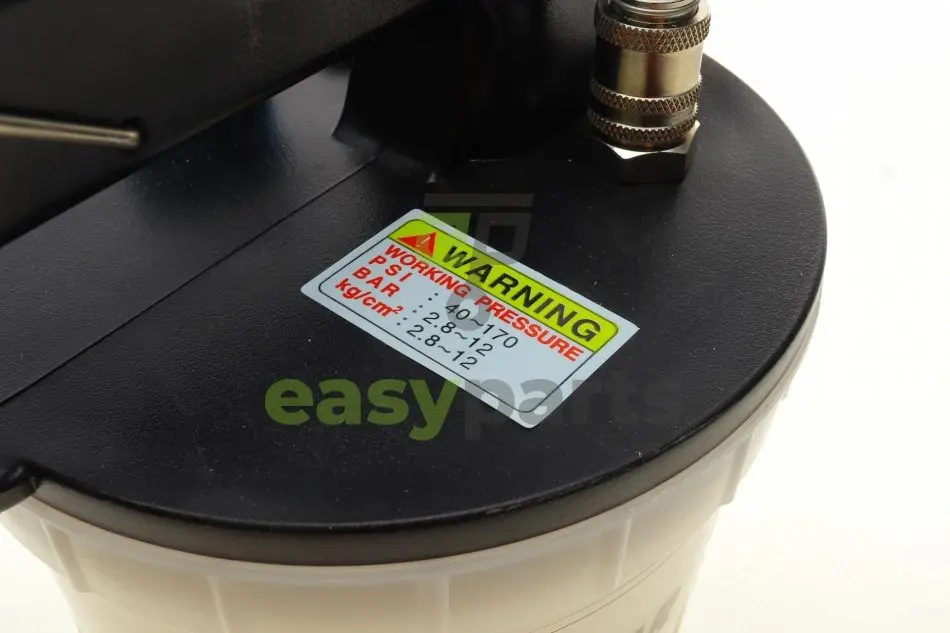 WARNING
WORKING PRESSURE
PSI : 40~170
BAR : 2.8~12
kg/cm² : 2.8~12
easyparts